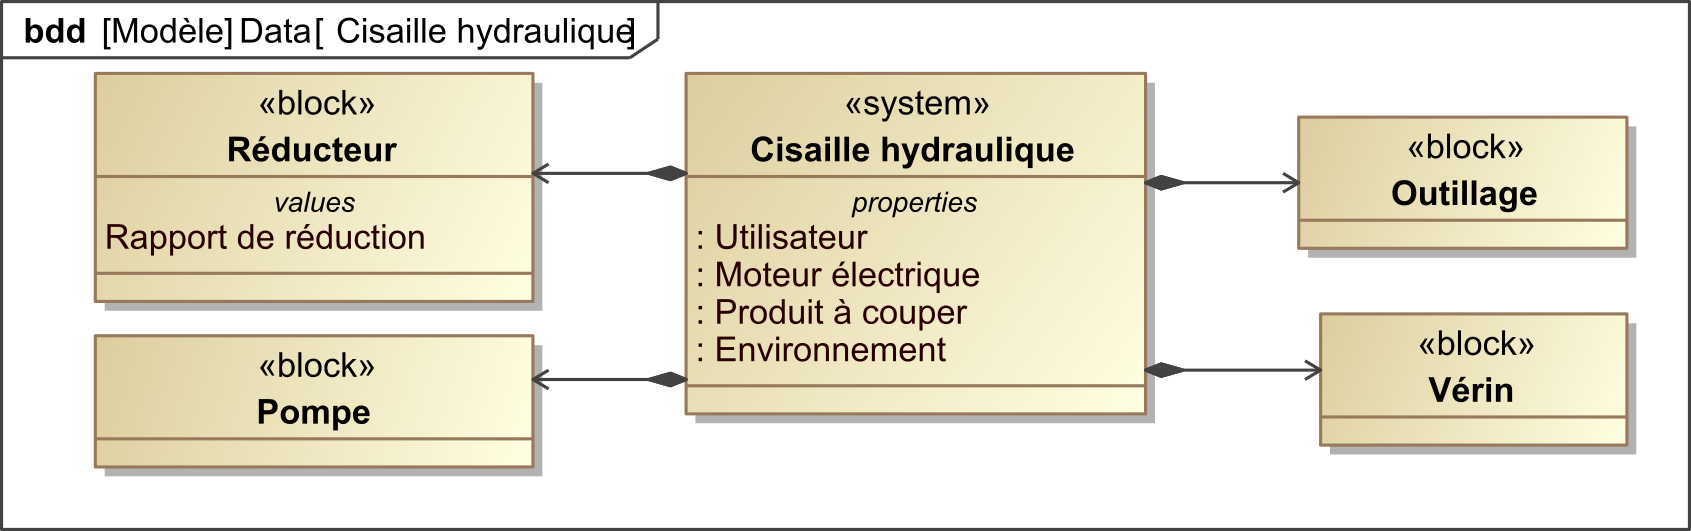 bdd [Modèle] Data[ Cisaille hydraulique]
«block»
Réducteur
values
Rapport de réduction
«block»
Pompe
«system»
Cisaille hydraulique
properties
: Utilisateur
: Moteur électrique
: Produit à couper
: Environnement
«block»
Outillage
«block»
Vérin